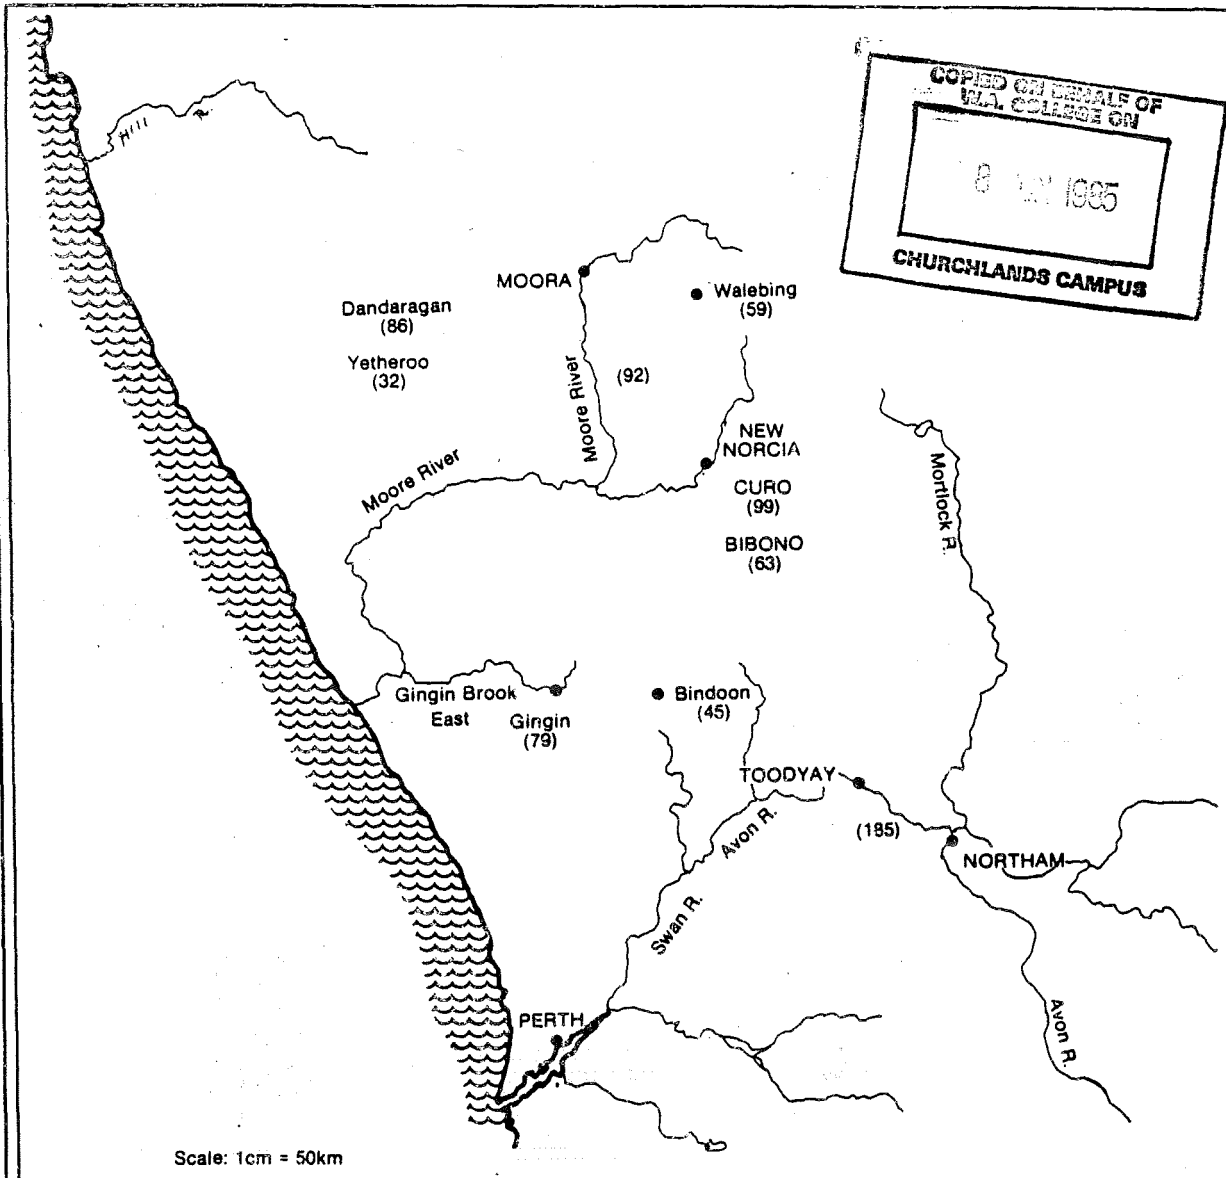 COPIED ON BEHALF OF
W.A. COLLEGE ON
8 1985
CHURCHLANDS CAMPUS
Hill R.
MOORA
Walebing
(59)
Dandaragan
(86)
Yetheroo
(32)
(92)
Moore River
NEW
NORCIA
Moore River
CURO
(99)
Mortlock R.
BIBONO
(63)
Gingin Brook
East
Gingin
(79)
Bindoon
(45)
TOODYAY
Avon R.
(185)
NORTHAM
Swan R.
PERTH
Avon R.
Scale: 1cm = 50km